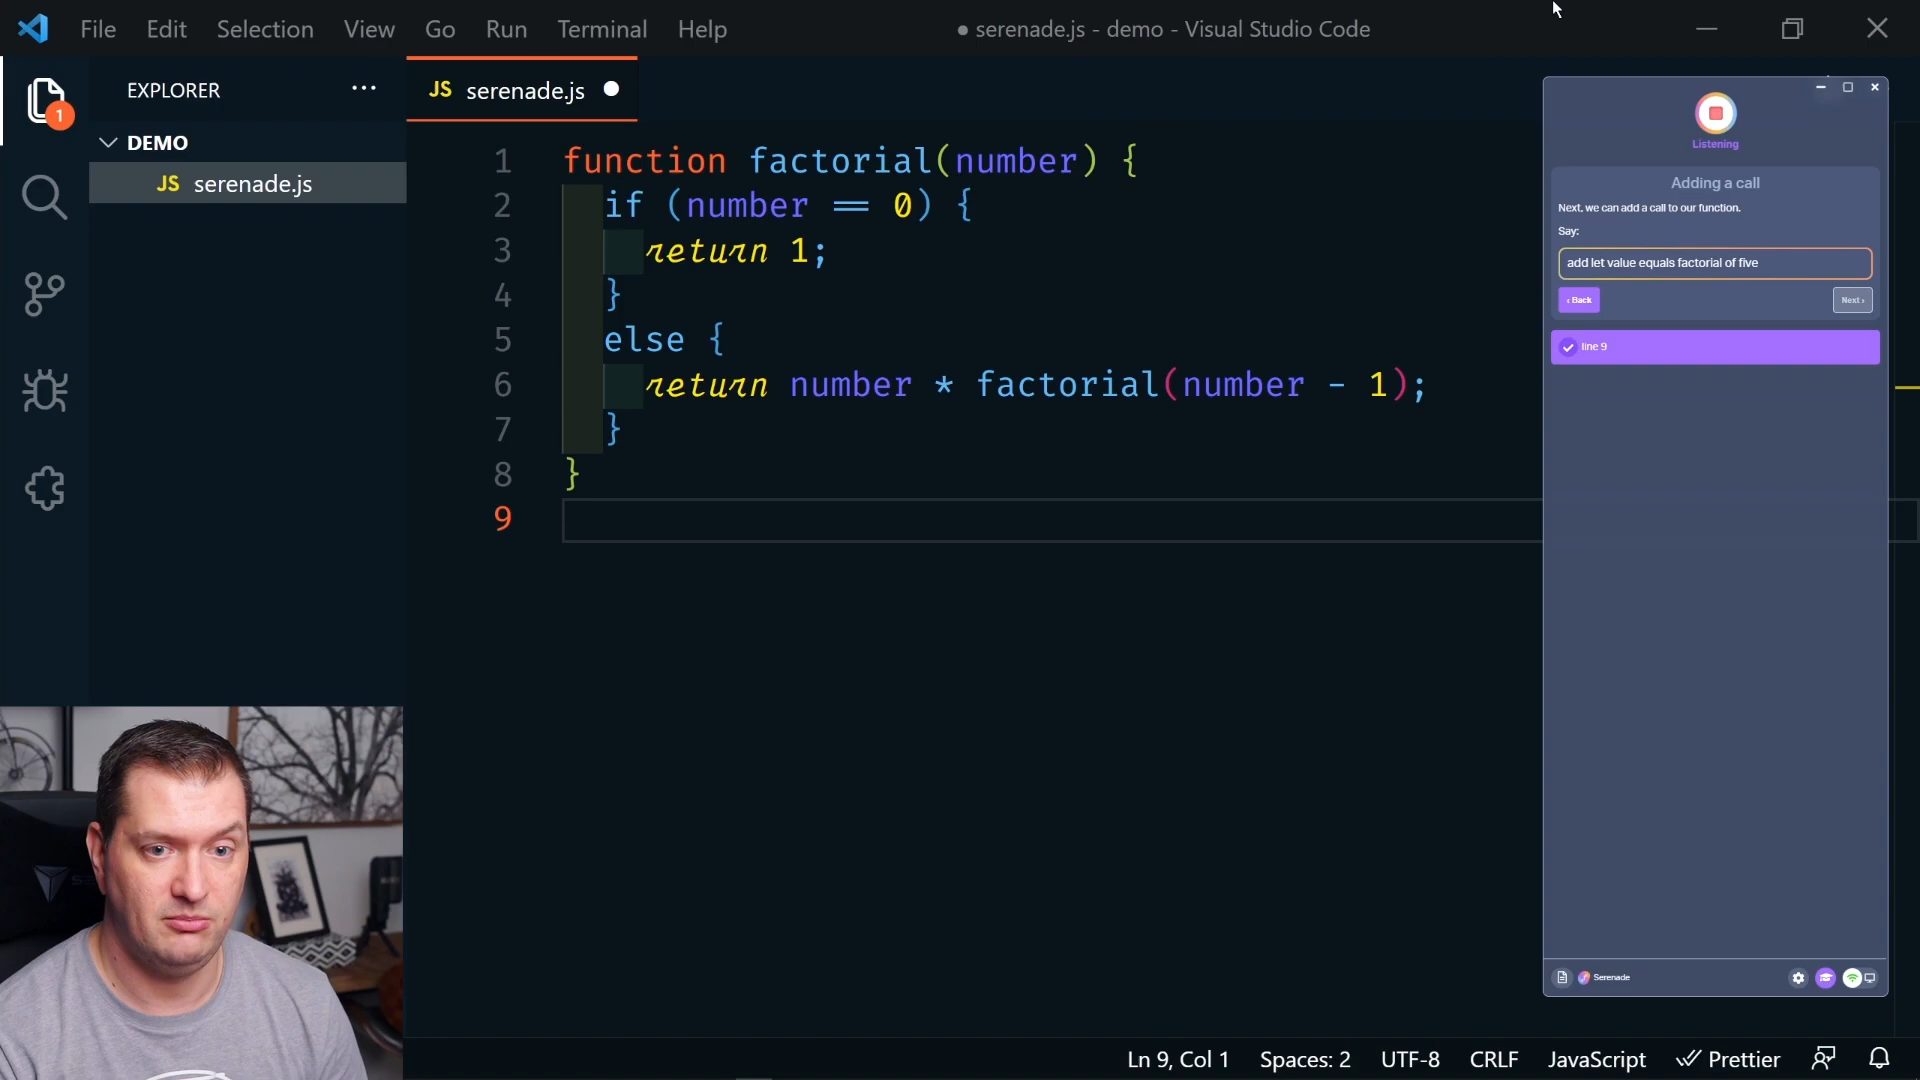 File Edit Selection View Go Run Terminal Help
● serenade.js - demo - Visual Studio Code
EXPLORER
1
DEMO
JS serenade.js
JS serenade.js
1 function factorial(number) {
2 if (number == 0) {
3 return 1;
4 }
5 else {
6 return number * factorial(number - 1);
7 }
8 }
9
Listening
Adding a call
Next, we can add a call to our function.
Say:
add let value equals factorial of five
‹ Back
Next ›
line 9
Serenade
Ln 9, Col 1 Spaces: 2 UTF-8 CRLF JavaScript Prettier